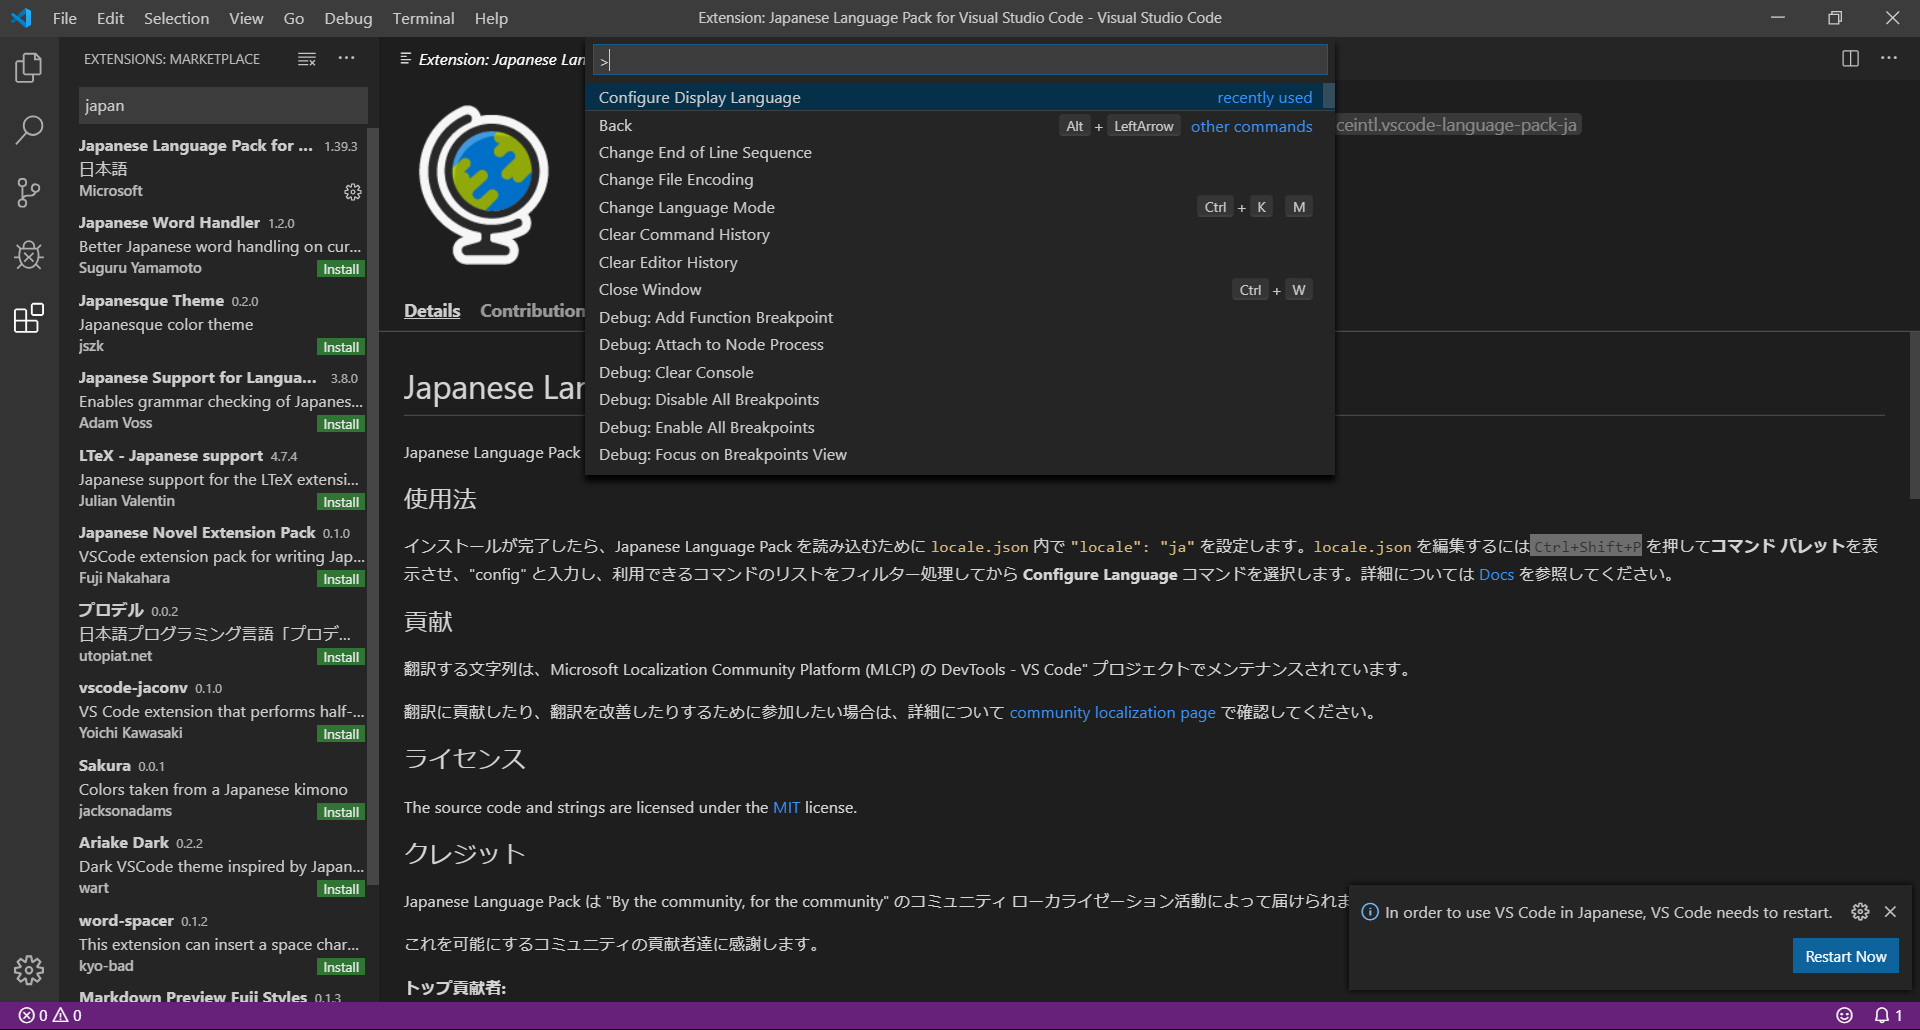 File Edit Selection View Go Debug Terminal Help
Extension: Japanese Language Pack for Visual Studio Code - Visual Studio Code
EXTENSIONS: MARKETPLACE
japan
Japanese Language Pack for ... 1.39.3
日本語
Microsoft
Japanese Word Handler 1.2.0
Better Japanese word handling on cur...
Suguru Yamamoto Install
Japanesque Theme 0.2.0
Japanesque color theme
jszk Install
Japanese Support for Langua... 3.8.0
Enables grammar checking of Japanes...
Adam Voss Install
LTeX - Japanese support 4.7.4
Japanese support for the LTeX extensi...
Julian Valentin Install
Japanese Novel Extension Pack 0.1.0
VSCode extension pack for writing Jap...
Fuji Nakahara Install
プロデル 0.0.2
日本語プログラミング言語「プロデ...
utopiat.net Install
vscode-jaconv 0.1.0
VS Code extension that performs half-...
Yoichi Kawasaki Install
Sakura 0.0.1
Colors taken from a Japanese kimono
jacksonadams Install
Ariake Dark 0.2.2
Dark VSCode theme inspired by Japan...
wart Install
word-spacer 0.1.2
This extension can insert a space char...
kyo-bad Install
Markdown Preview Fuji Styles 0.1.3
Extension: Japanese Lan
>
Configure Display Language recently used
Back Alt + LeftArrow other commands
Change End of Line Sequence
Change File Encoding
Change Language Mode Ctrl + K M
Clear Command History
Clear Editor History
Close Window Ctrl + W
Debug: Add Function Breakpoint
Debug: Attach to Node Process
Debug: Clear Console
Debug: Disable All Breakpoints
Debug: Enable All Breakpoints
Debug: Focus on Breakpoints View
ceintl.vscode-language-pack-ja
Details Contribution
Japanese Lan
Japanese Language Pack
使用法
インストールが完了したら、Japanese Language Pack を読み込むために locale.json 内で "locale": "ja" を設定します。locale.json を編集するには Ctrl+Shift+P を押してコマンド パレットを表
示させ、"config" と入力し、利用できるコマンドのリストをフィルター処理してから Configure Language コマンドを選択します。詳細については Docs を参照してください。
貢献
翻訳する文字列は、Microsoft Localization Community Platform (MLCP) の DevTools - VS Code" プロジェクトでメンテナンスされています。
翻訳に貢献したり、翻訳を改善したりするために参加したい場合は、詳細について community localization page で確認してください。
ライセンス
The source code and strings are licensed under the MIT license.
クレジット
Japanese Language Pack は "By the community, for the community" のコミュニティ ローカライゼーション活動によって届けられま
これを可能にするコミュニティの貢献者達に感謝します。
トップ貢献者:
In order to use VS Code in Japanese, VS Code needs to restart.
Restart Now
0 0
1